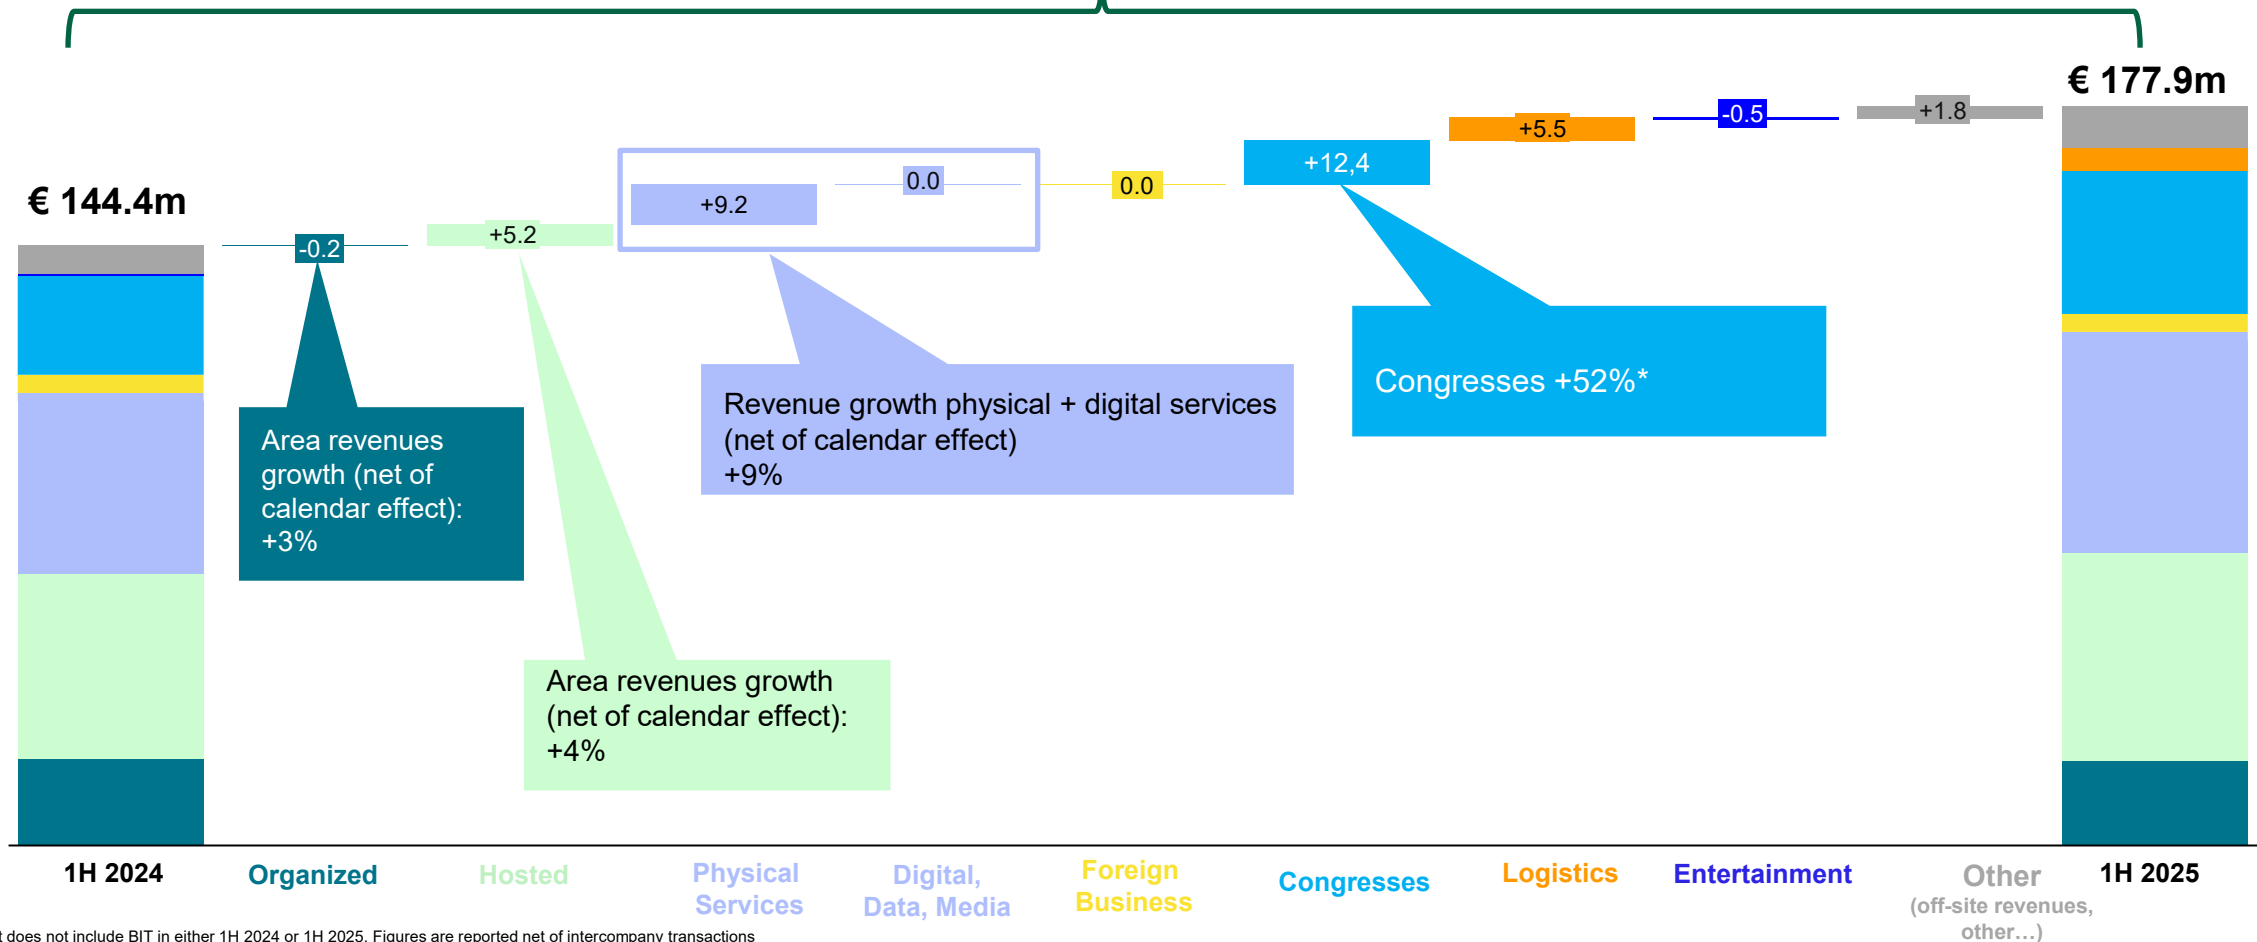 € 144.4m
€ 177.9m
-0.2
+5.2
+9.2
0.0
0.0
+12,4
+5.5
-0.5
+1.8
Area revenues
growth (net of
calendar effect):
+3%
Area revenues growth
(net of calendar effect):
+4%
Revenue growth physical + digital services
(net of calendar effect)
+9%
Congresses +52%*
1H 2024
Organized
Hosted
Physical
Services
Digital,
Data, Media
Foreign
Business
Congresses
Logistics
Entertainment
Other
(off-site revenues,
other…)
1H 2025
does not include BIT in either 1H 2024 or 1H 2025. Figures are reported net of intercompany transactions